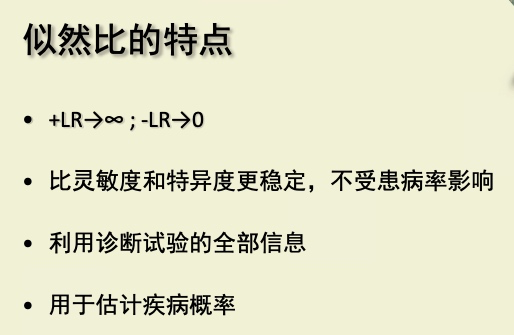 似然比的特点
• +LR→∞ ; -LR→0
• 比灵敏度和特异度更稳定，不受患病率影响
• 利用诊断试验的全部信息
• 用于估计疾病概率